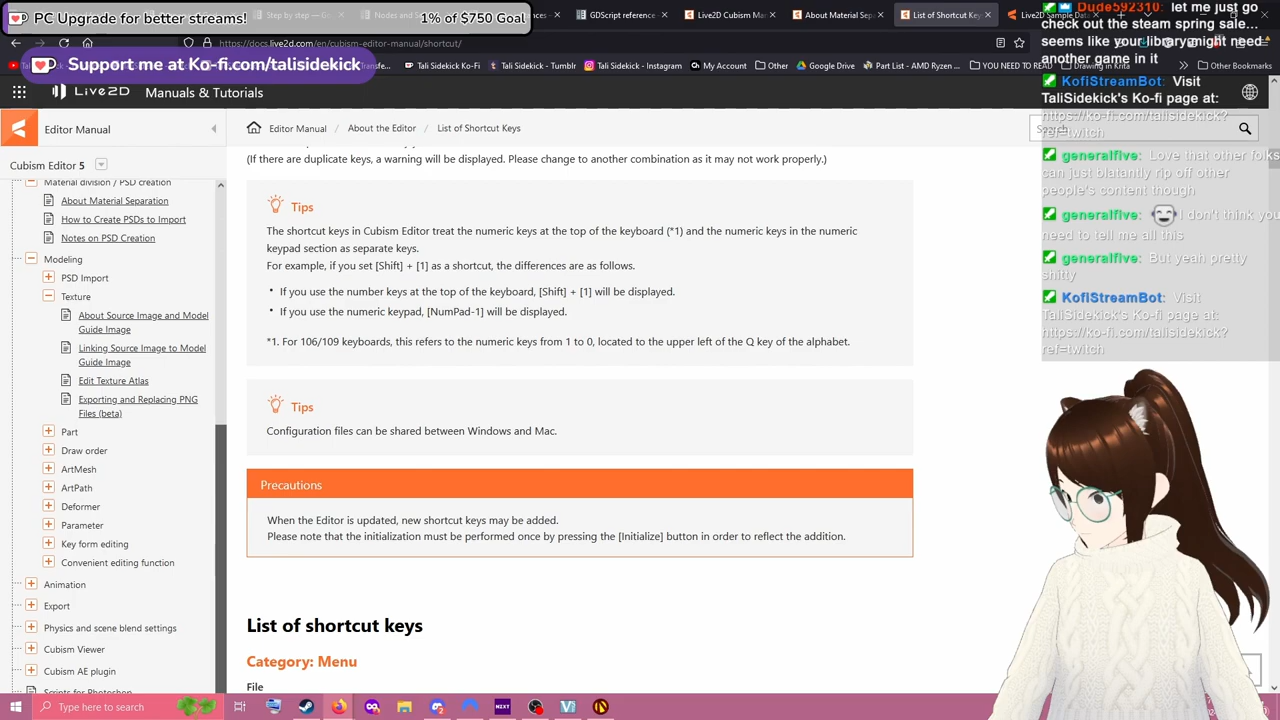 PC Upgrade for better streams!
1% of $750 Goal
Step by step
Nodes and S
ances
GDScript reference
Live2D Cubism Man
About Material Sep
List of Shortcut Key
Live2D Sample Data
https://docs.live2d.com/en/cubism-editor-manual/shortcut/
Support me at Ko-fi.com/talisidekick
Tali Sidekick Ko-Fi
Tali Sidekick - Tumblr
Tali Sidekick - Instagram
My Account
Other
Google Drive
Part List - AMD Ryzen
YOU NEED TO READ
Drawing in Krita
Other Bookmarks
Live2D
Manuals & Tutorials
Editor Manual
Editor Manual
About the Editor
List of Shortcut Keys
Search
Cubism Editor 5
Material division / PSD creation
About Material Separation
How to Create PSDs to Import
Notes on PSD Creation
Modeling
PSD Import
Texture
About Source Image and Model
Guide Image
Linking Source Image to Model
Guide Image
Edit Texture Atlas
Exporting and Replacing PNG
Files (beta)
Part
Draw order
ArtMesh
ArtPath
Deformer
Parameter
Key form editing
Convenient editing function
Animation
Export
Physics and scene blend settings
Cubism Viewer
Cubism AE plugin
Scripts for Photoshop
(If there are duplicate keys, a warning will be displayed. Please change to another combination as it may not work properly.)
Tips
The shortcut keys in Cubism Editor treat the numeric keys at the top of the keyboard (*1) and the numeric keys in the numeric
keypad section as separate keys.
For example, if you set [Shift] + [1] as a shortcut, the differences are as follows.
• If you use the number keys at the top of the keyboard, [Shift] + [1] will be displayed.
• If you use the numeric keypad, [NumPad-1] will be displayed.
*1. For 106/109 keyboards, this refers to the numeric keys from 1 to 0, located to the upper left of the Q key of the alphabet.
Tips
Configuration files can be shared between Windows and Mac.
Precautions
When the Editor is updated, new shortcut keys may be added.
Please note that the initialization must be performed once by pressing the [Initialize] button in order to reflect the addition.
List of shortcut keys
Category: Menu
File
Dude592310: let me just go
check out the steam spring sale...
seems like your library might need
another game in it
KofiStreamBot: Visit
TaliSidekick's Ko-fi page at:
https://ko-fi.com/talisidekick?
ref=twitch
generalfive: Love that other folks
can just blatantly rip off other
people's content though
generalfive: I don't think you
need to tell me all this
generalfive: But yeah pretty
shitty
KofiStreamBot: Visit
TaliSidekick's Ko-fi page at:
https://ko-fi.com/talisidekick?
ref=twitch
Type here to search
NZXT